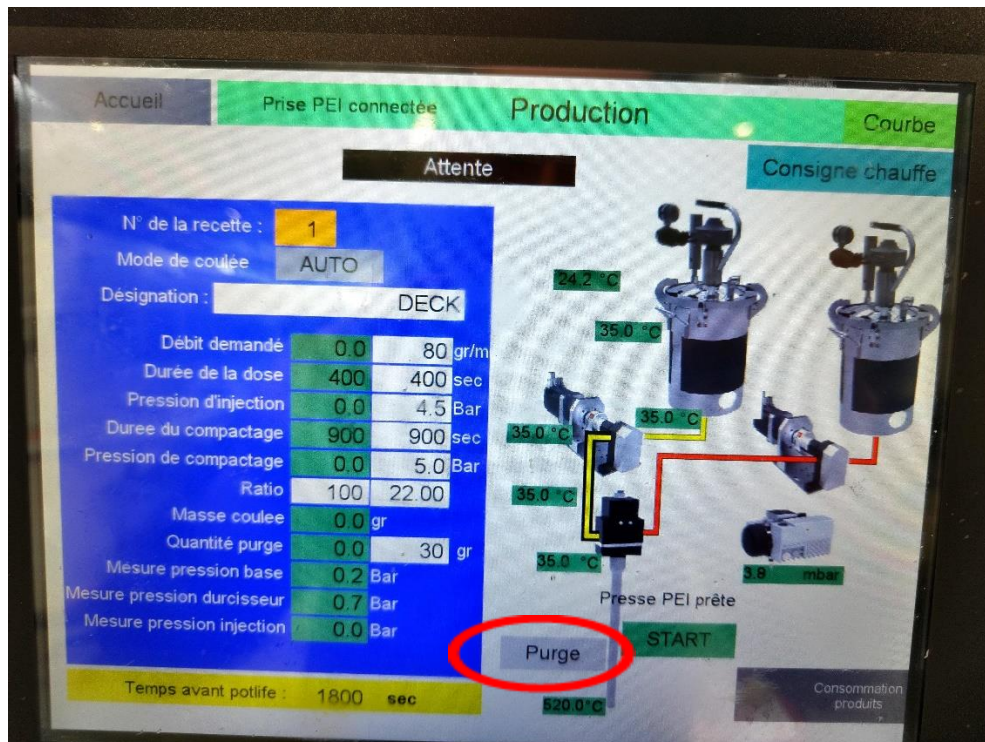 Accueil
Prise PEI connectée
Production
Courbe
Attente
Consigne chauffe
N° de la recette : 1
Mode de coulée AUTO
Désignation : DECK
Débit demandé 0.0 80 gr/m
Durée de la dose 400 400 sec
Pression d'injection 0.0 4.5 Bar
Duree du compactage 900 900 sec
Pression de compactage 0.0 5.0 Bar
Ratio 100 22.00
Masse coulee 0.0 gr
Quantité purge 0.0 30 gr
Mesure pression base 0.2 Bar
Mesure pression durcisseur 0.7 Bar
Mesure pression injection 0.0 Bar
Temps avant potlife : 1800 sec
24.2 °C
35.0 °C
35.0 °C
35.0 °C
35.0 °C
35.0 °C
3.8 mbar
Presse PEI prête
Purge
START
520.0°C
Consommation
produits